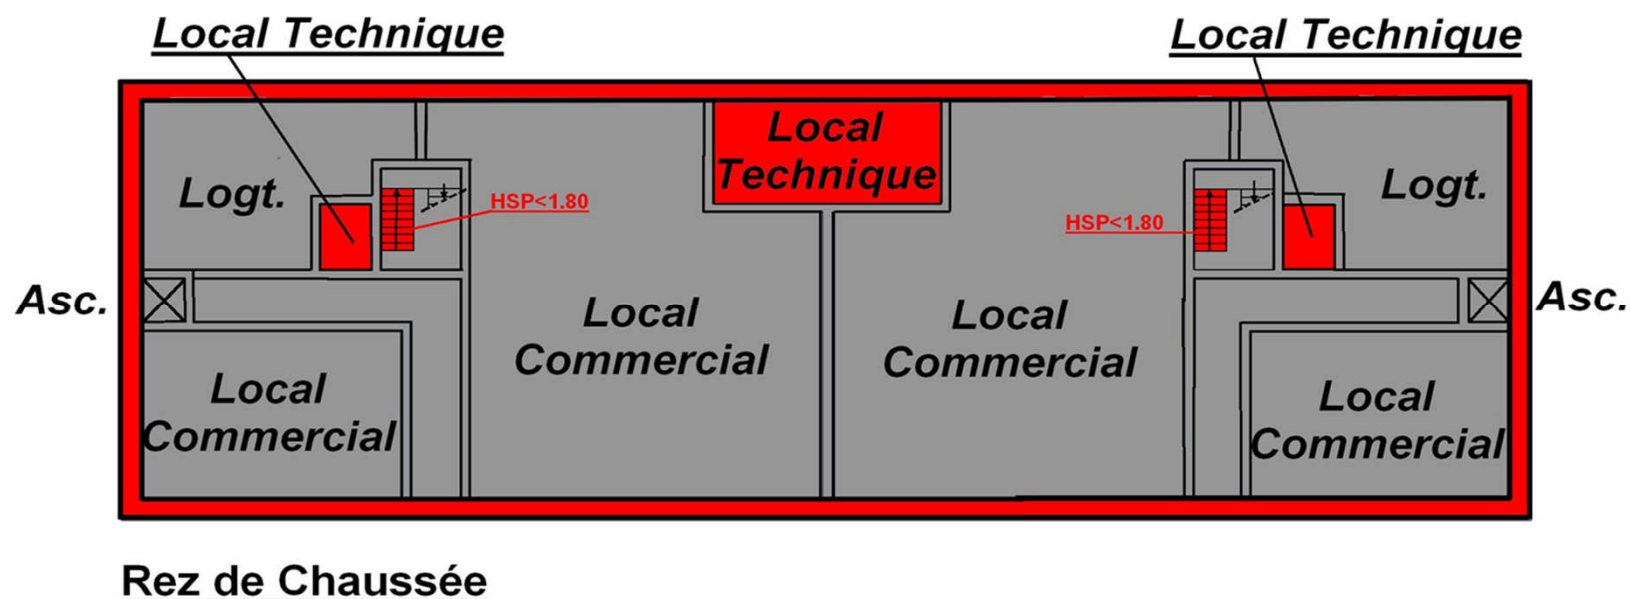 Local Technique
Local Technique
Local
Technique
Logt.
HSP<1.80
HSP<1.80
Logt.
Asc.
Asc.
Local
Commercial
Local
Commercial
Local
Commercial
Local
Commercial
Rez de Chaussée